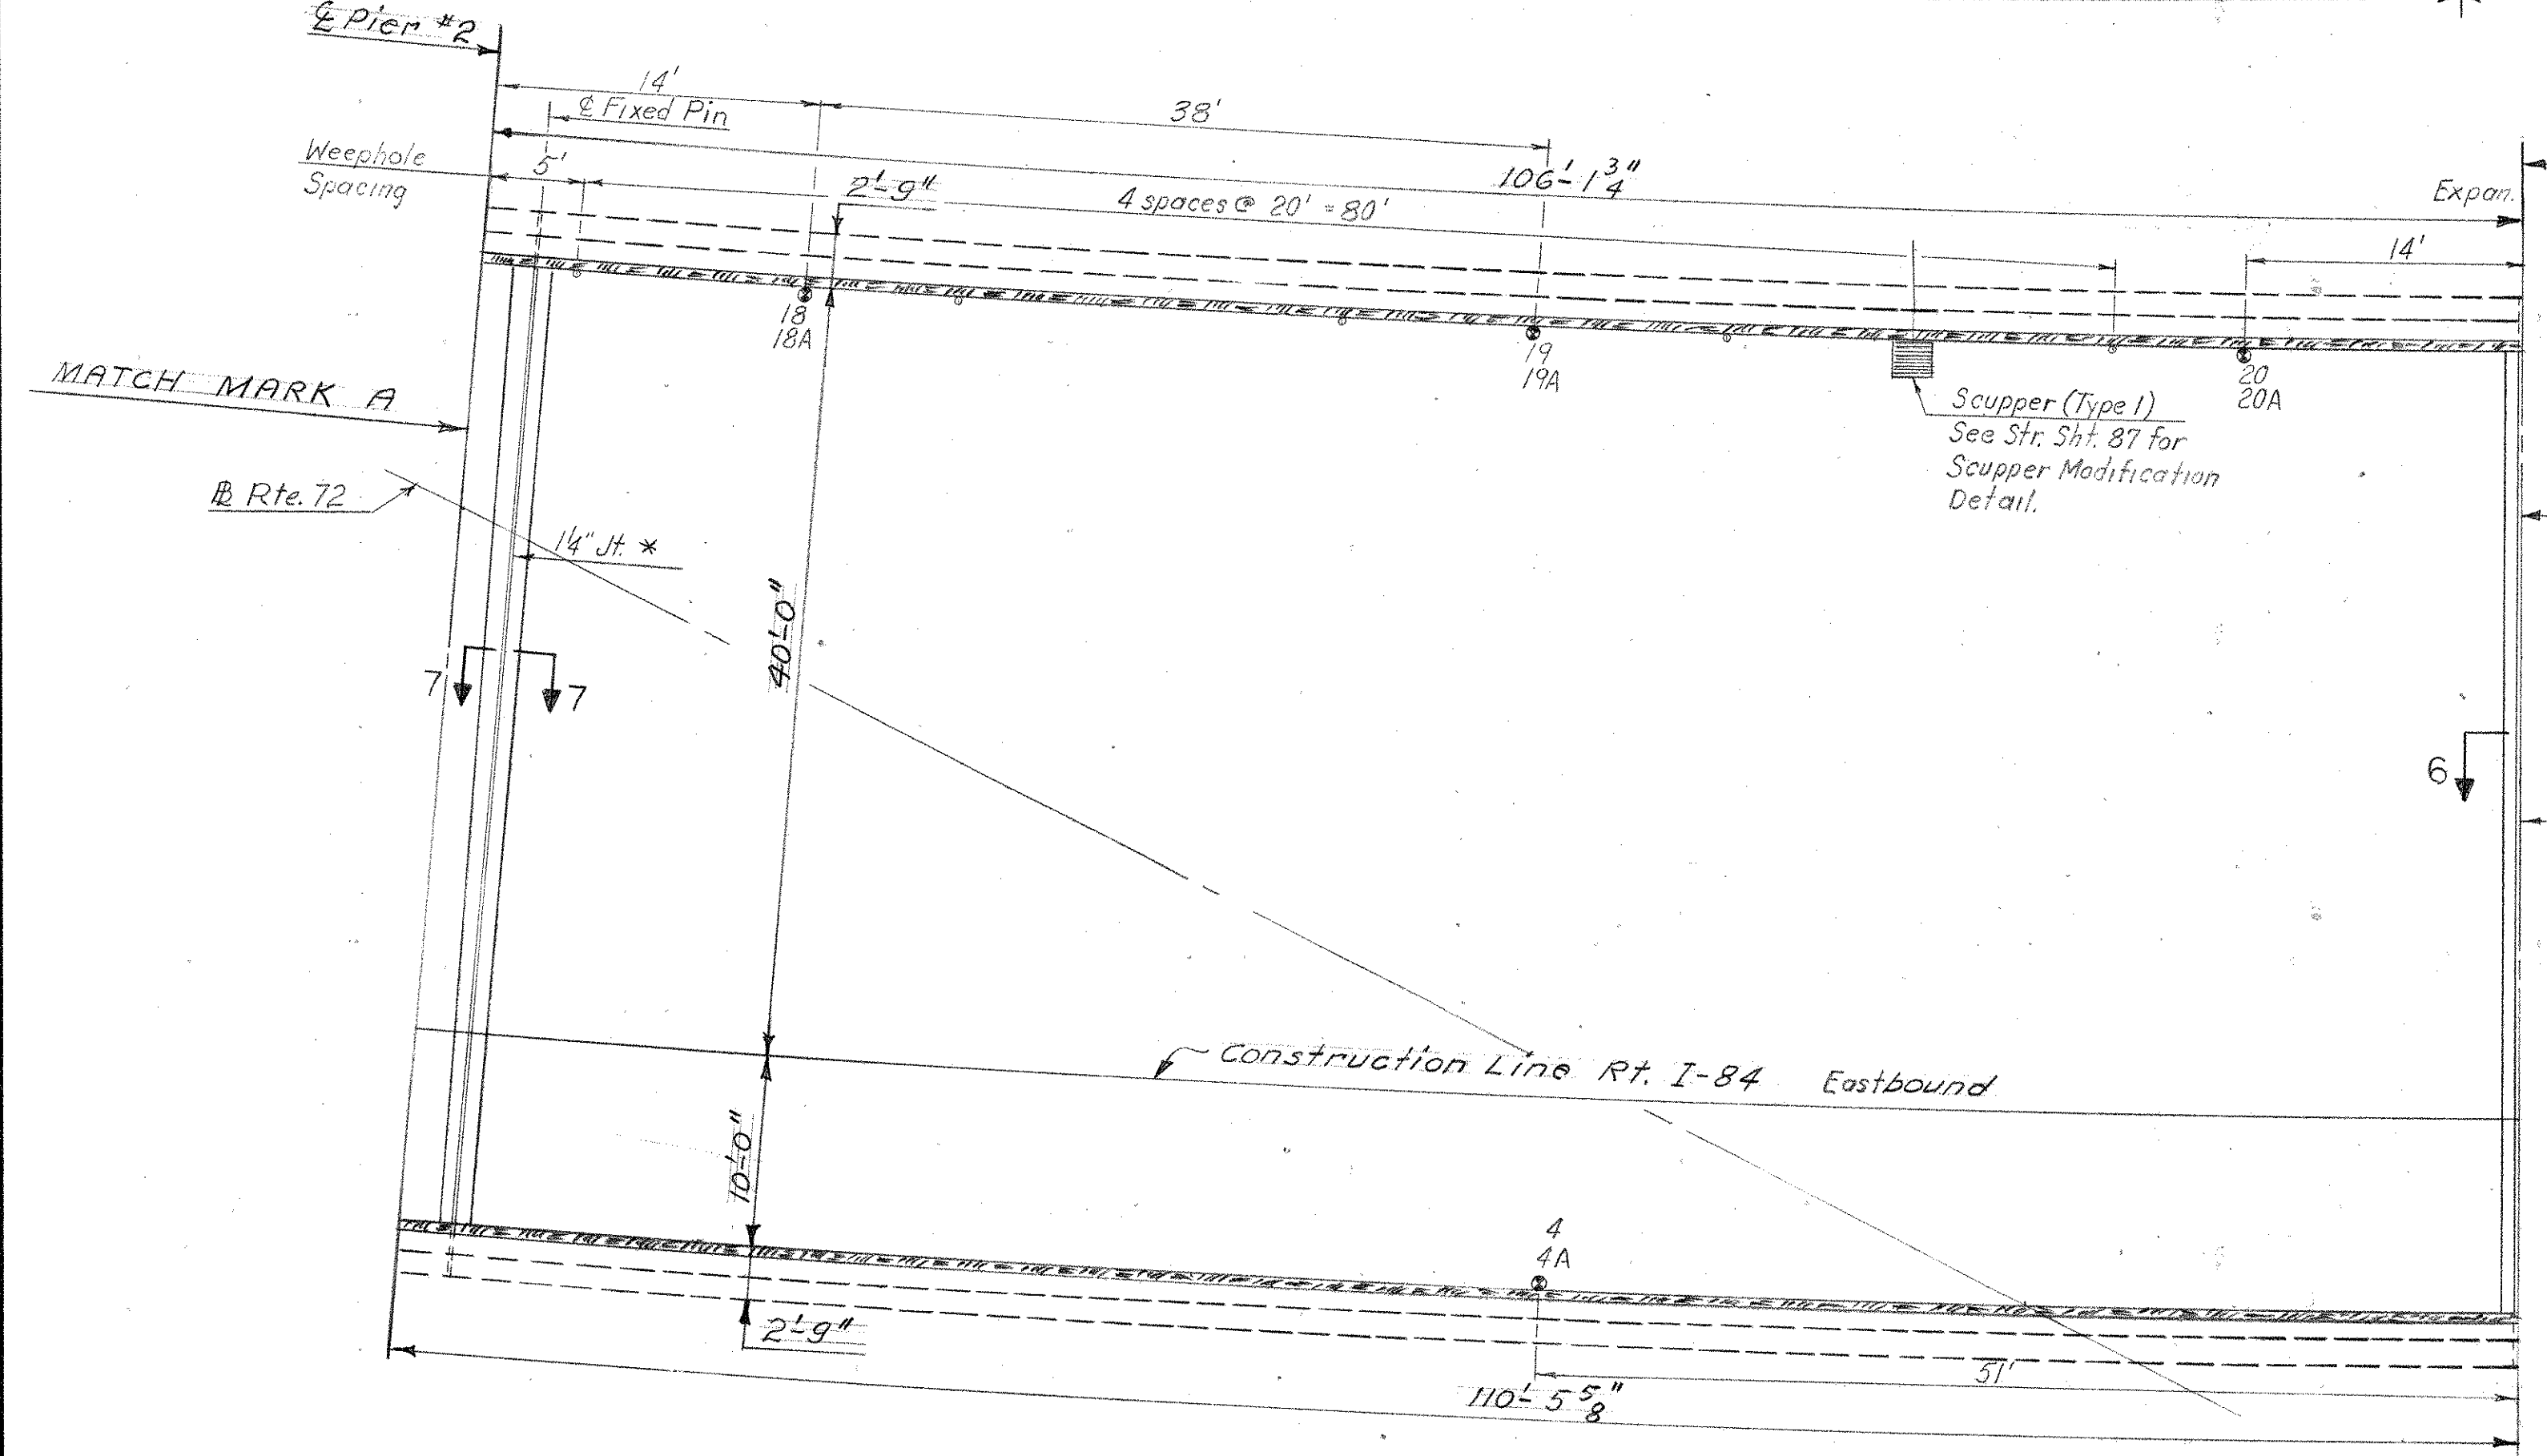 ℄ Pier #2
14'
℄ Fixed Pin
38'
Weephole
Spacing
5'
2'-9"
106'-1 3/4"
4 spaces @ 20' = 80'
Expan.
14'
18
18A
19
19A
20
20A
MATCH MARK A
Scupper (Type 1)
See Str. Sht. 87 for
Scupper Modification
Detail.
BL Rte. 72
1¼" Jt. *
40'-0"
7
7
6
Construction Line Rt. I-84 Eastbound
10'-0"
4
4A
2'-9"
51'
110'-5 5/8"